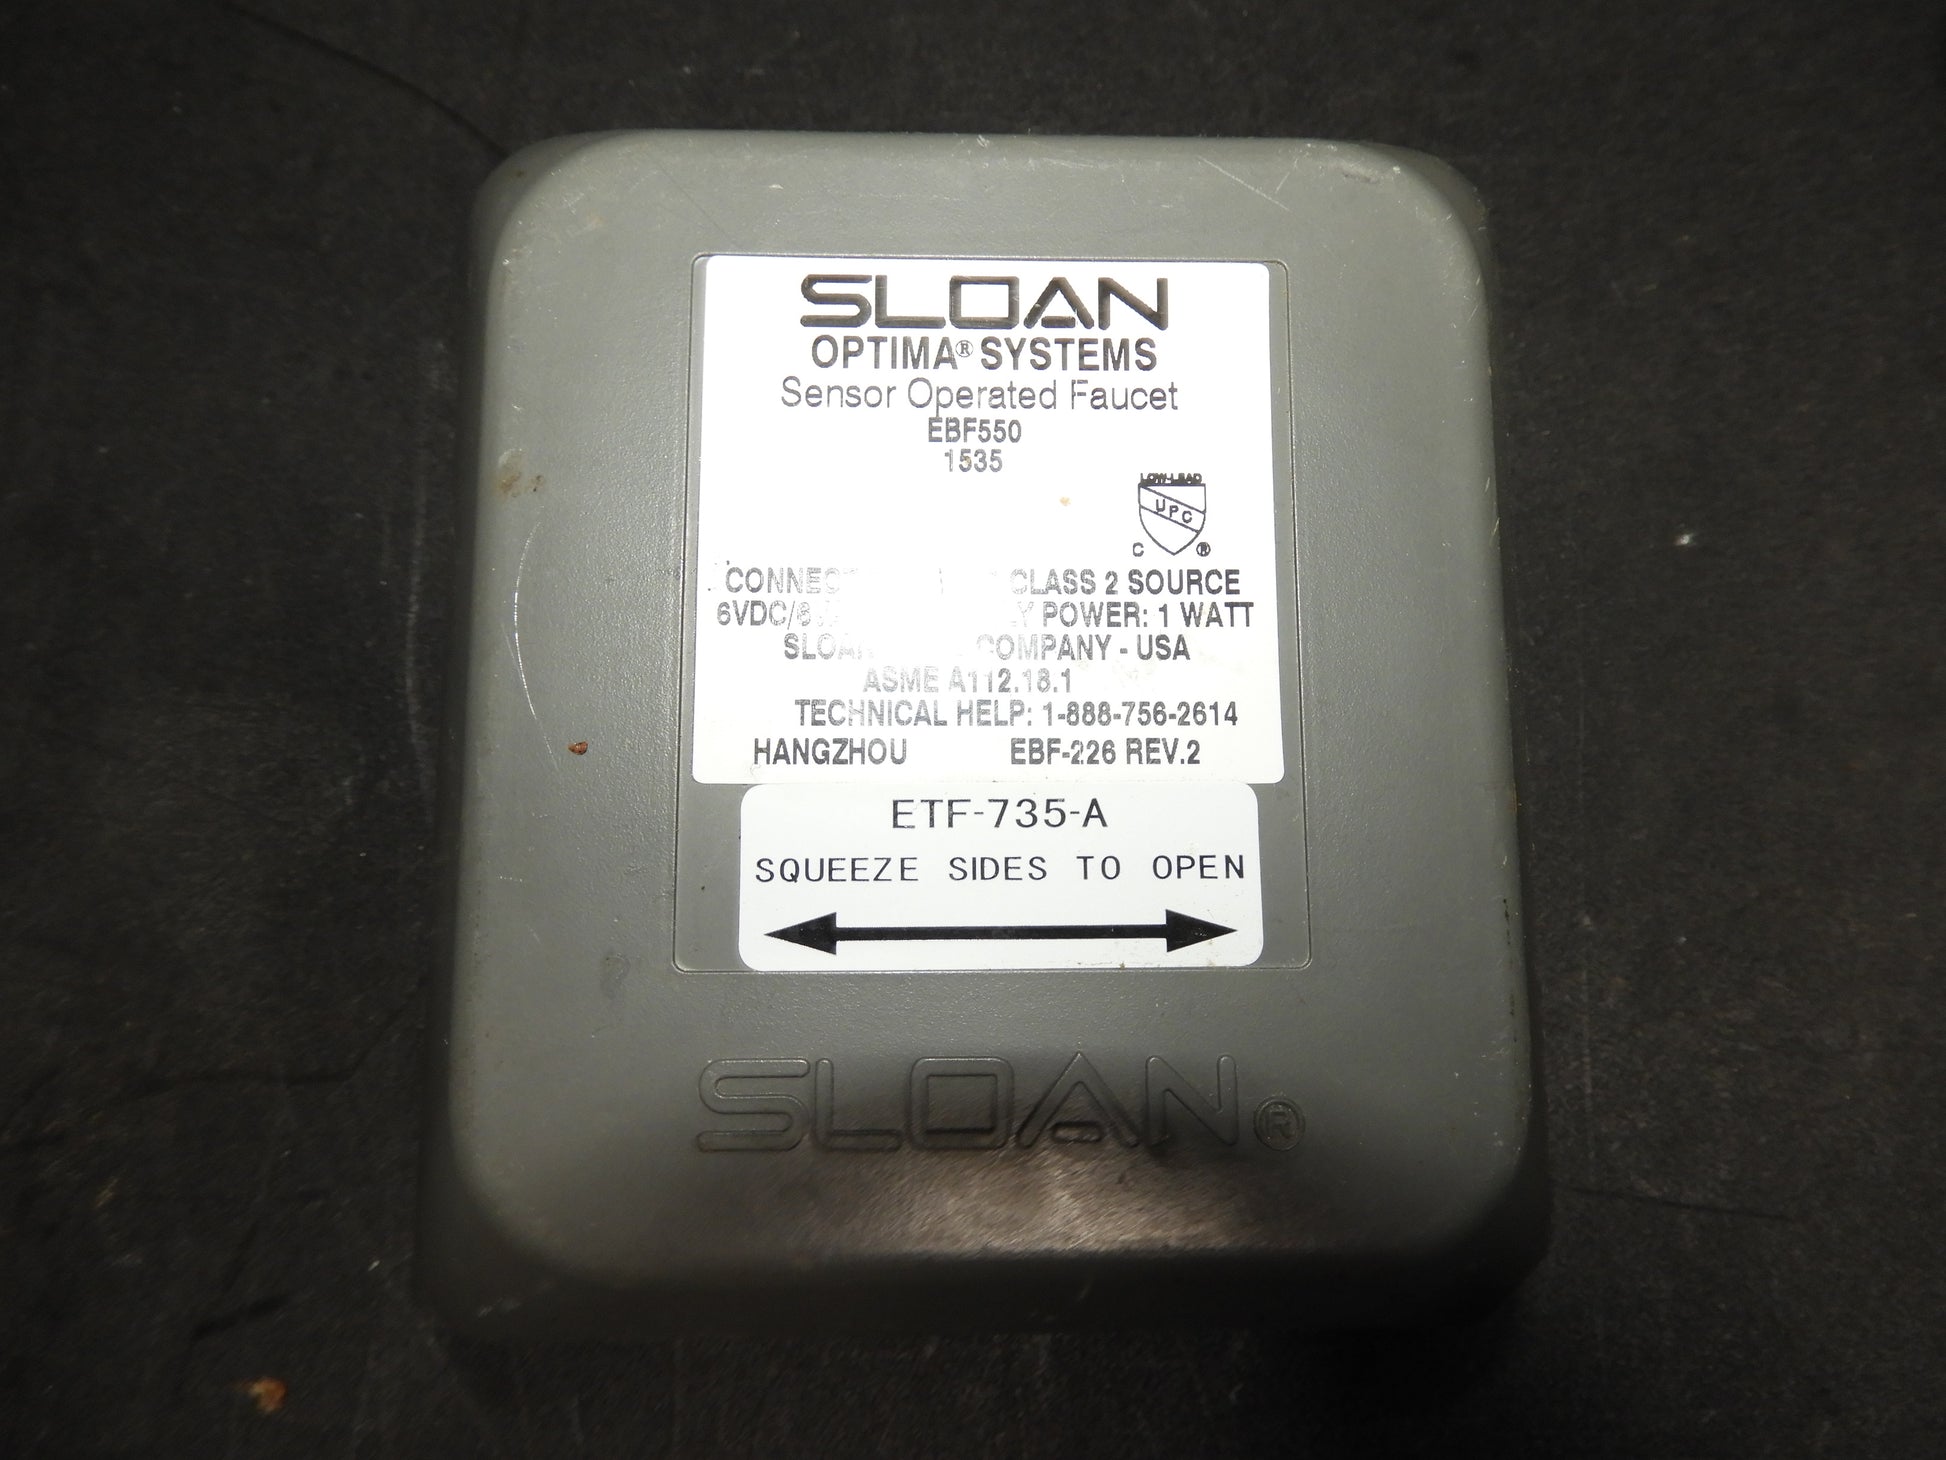 SLOAN
OPTIMA® SYSTEMS
Sensor Operated Faucet
EBF550
1535
LOW-LEAD
UPC
C ®
CLASS 2 SOURCE
POWER: 1 WATT
COMPANY - USA
ASME A112.18.1
TECHNICAL HELP: 1-888-756-2614
HANGZHOU EBF-226 REV.2
ETF-735-A
SQUEEZE SIDES TO OPEN
SLOAN®